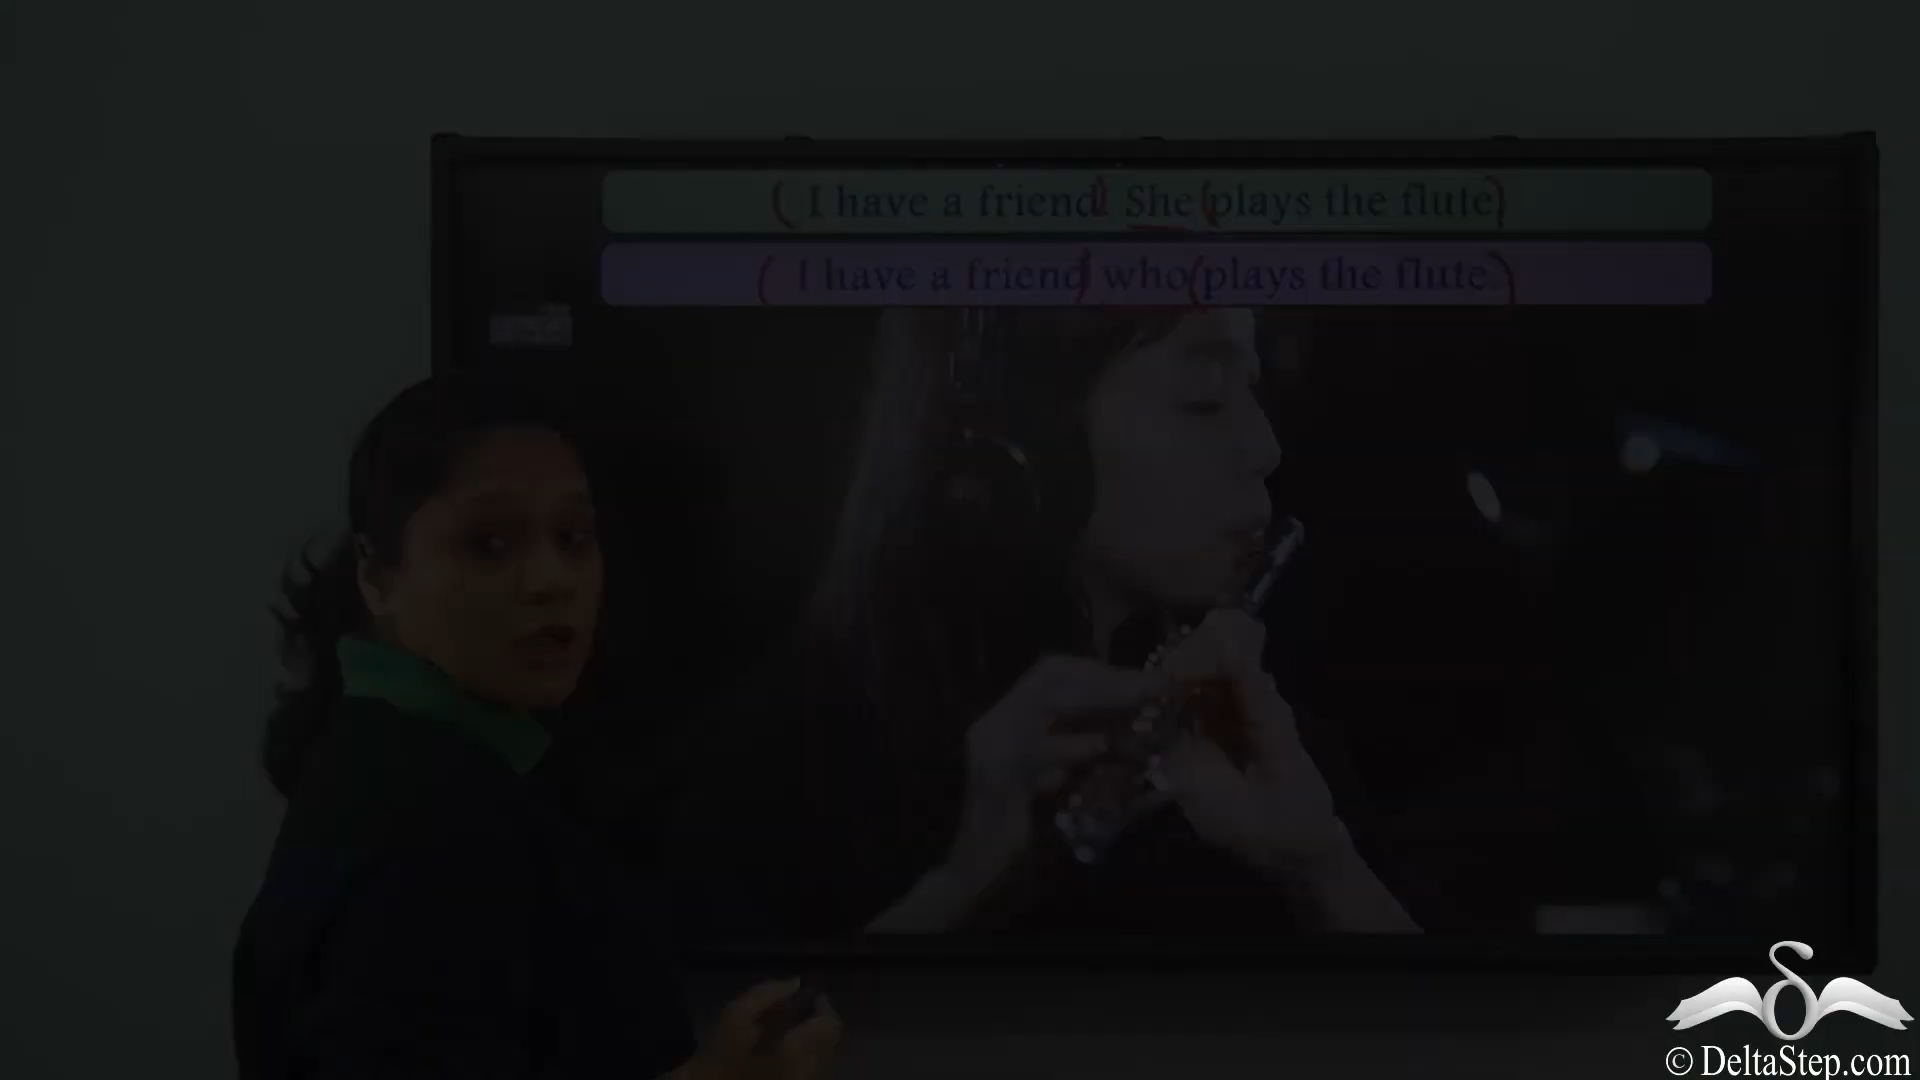 I have a friend. She plays the flute.
I have a friend who plays the flute.
© DeltaStep.com